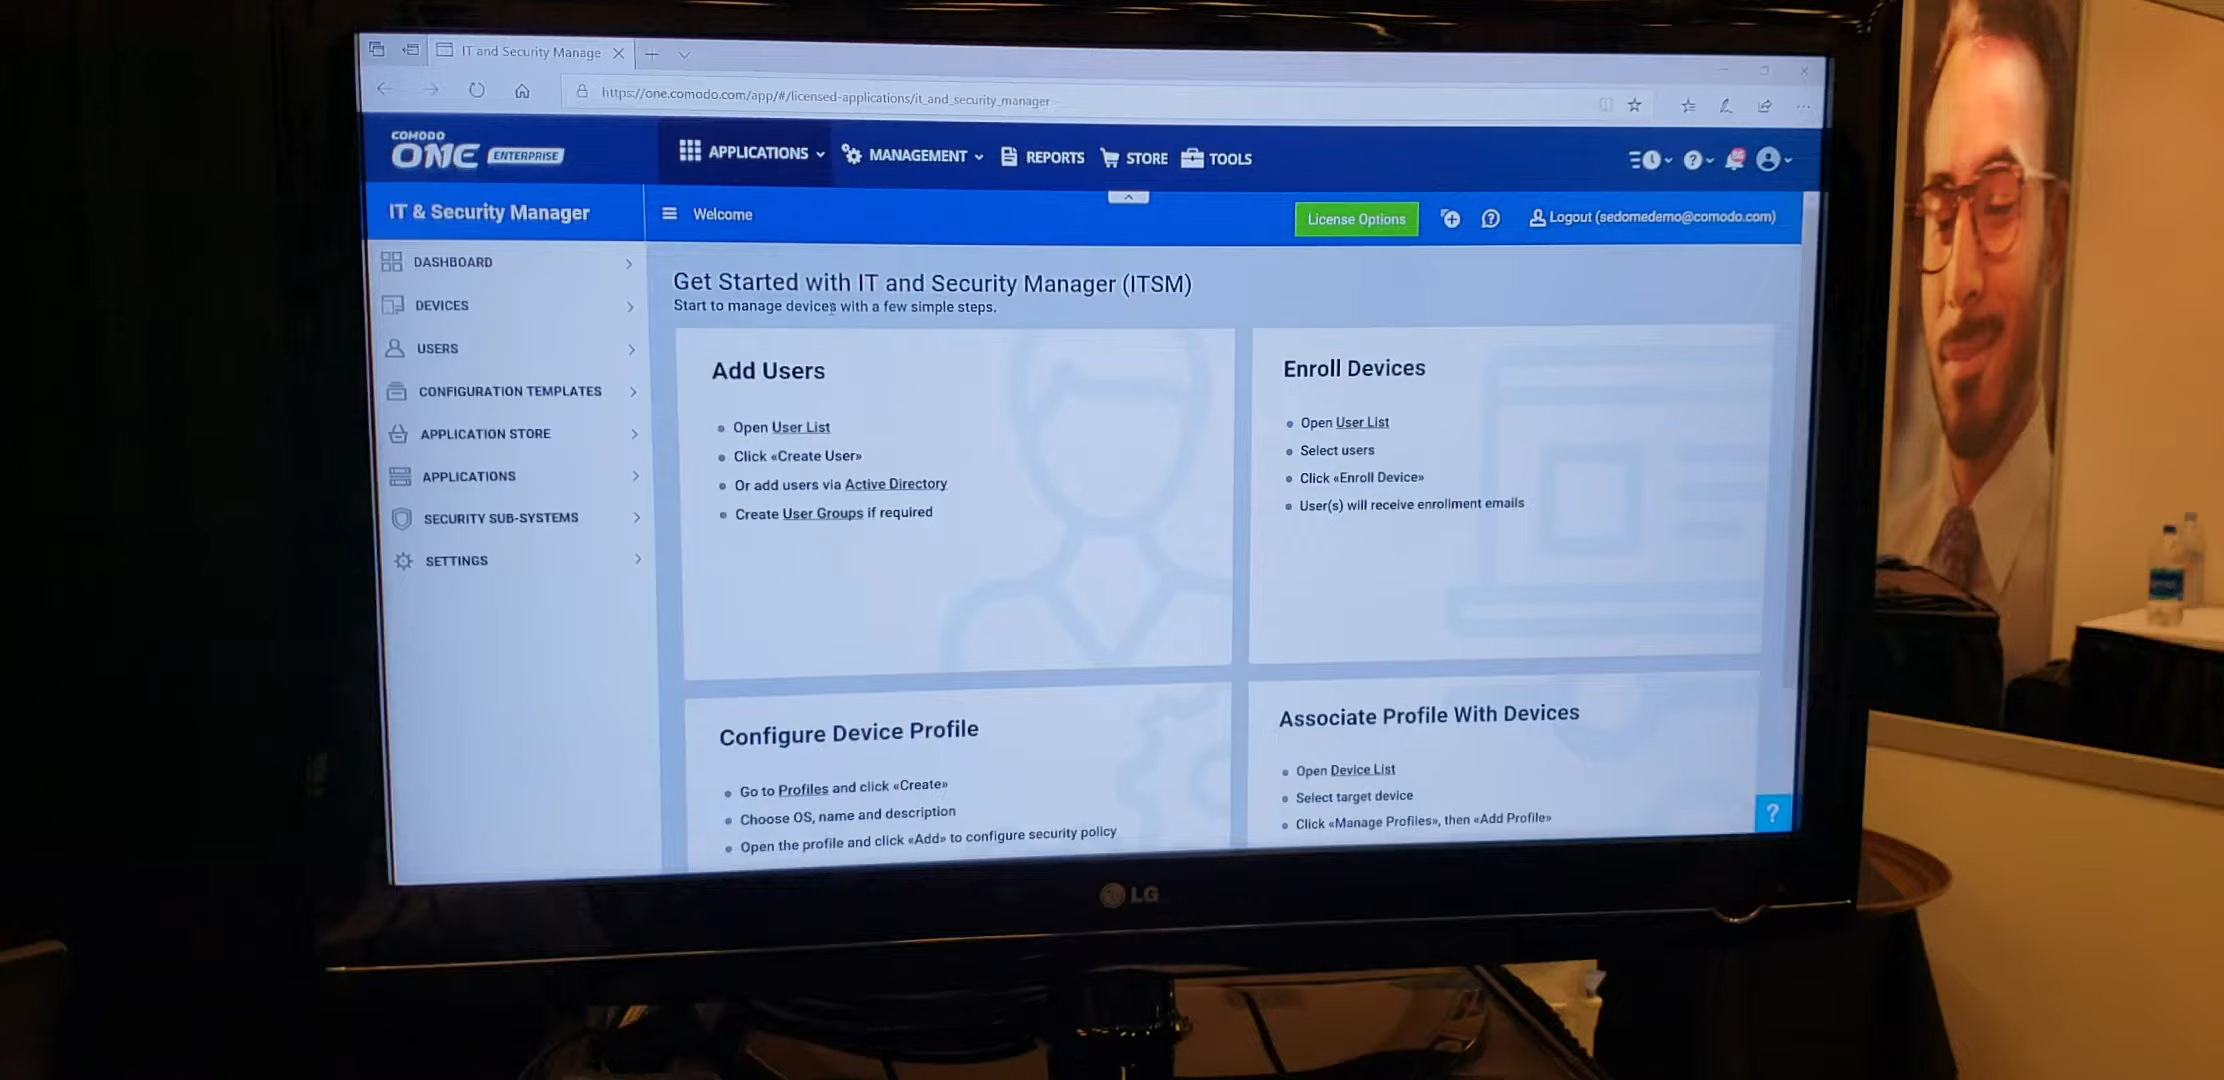 IT and Security Manage
https://one.comodo.com/app/#/licensed-applications/it_and_security_manager
COMODO
ONE ENTERPRISE
APPLICATIONS MANAGEMENT REPORTS STORE TOOLS
IT & Security Manager
Welcome
License Options
Logout (sedomedemo@comodo.com)
DASHBOARD
DEVICES
USERS
CONFIGURATION TEMPLATES
APPLICATION STORE
APPLICATIONS
SECURITY SUB-SYSTEMS
SETTINGS
Get Started with IT and Security Manager (ITSM)
Start to manage devices with a few simple steps.
Add Users
Open User List
Click «Create User»
Or add users via Active Directory
Create User Groups if required
Enroll Devices
Open User List
Select users
Click «Enroll Device»
User(s) will receive enrollment emails
Configure Device Profile
Go to Profiles and click «Create»
Choose OS, name and description
Open the profile and click «Add» to configure security policy
Associate Profile With Devices
Open Device List
Select target device
Click «Manage Profiles», then «Add Profile»
?
LG